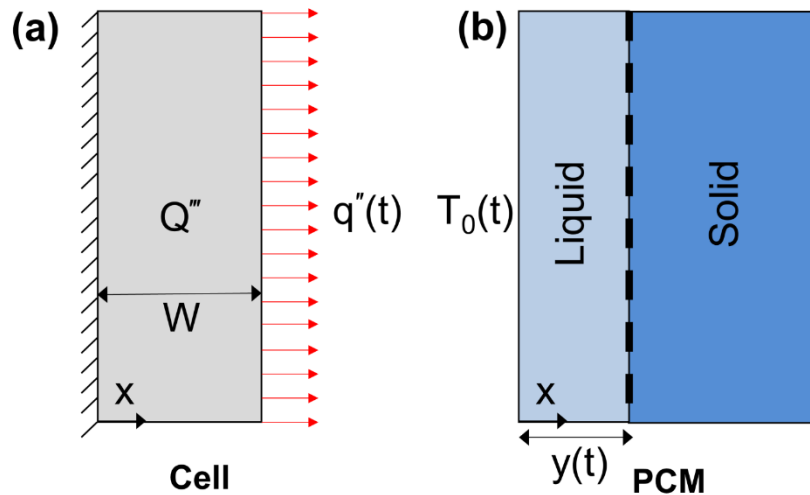 (a)
Q‴
W
x
q″(t)
Cell
(b)
T₀(t)
Liquid
Solid
x
y(t)
PCM